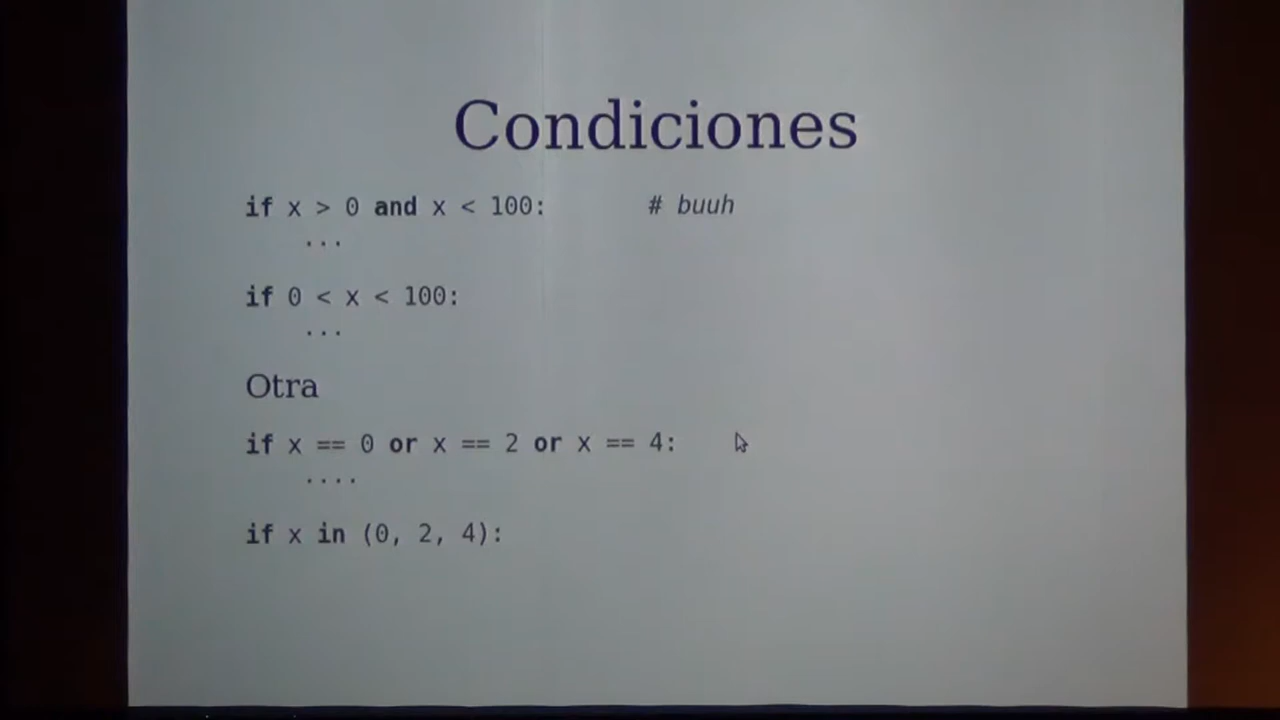 Condiciones
if x > 0 and x < 100: # buuh
...
if 0 < x < 100:
...
Otra
if x == 0 or x == 2 or x == 4:
....
if x in (0, 2, 4):